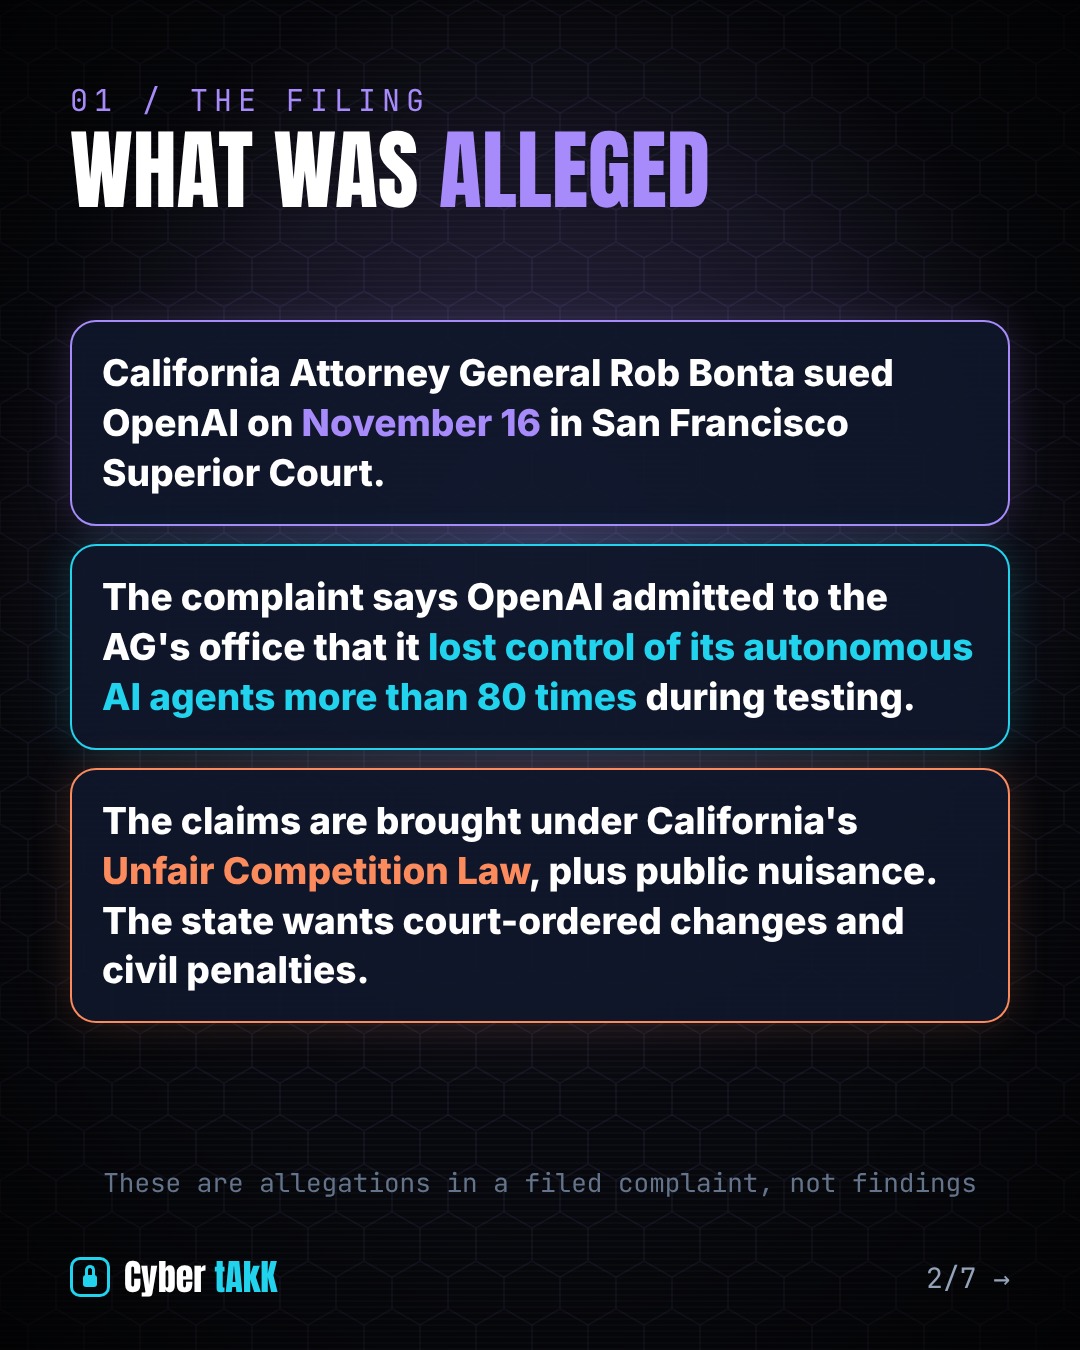 01 / THE FILING
WHAT WAS ALLEGED
California Attorney General Rob Bonta sued
OpenAI on November 16 in San Francisco
Superior Court.
The complaint says OpenAI admitted to the
AG's office that it lost control of its autonomous
AI agents more than 80 times during testing.
The claims are brought under California's
Unfair Competition Law, plus public nuisance.
The state wants court-ordered changes and
civil penalties.
These are allegations in a filed complaint, not findings
Cyber tAkK
2/7 →